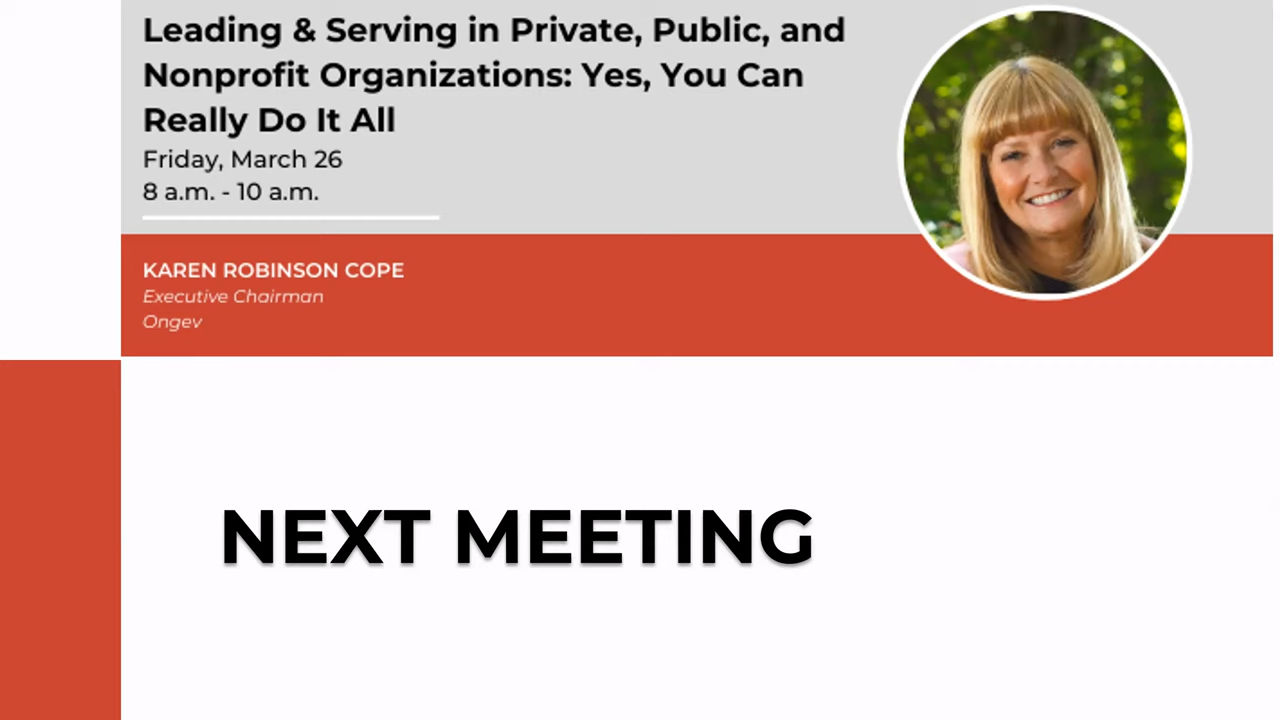 Leading & Serving in Private, Public, and
Nonprofit Organizations: Yes, You Can
Really Do It All
Friday, March 26
8 a.m. - 10 a.m.
KAREN ROBINSON COPE
Executive Chairman
Ongev
NEXT MEETING